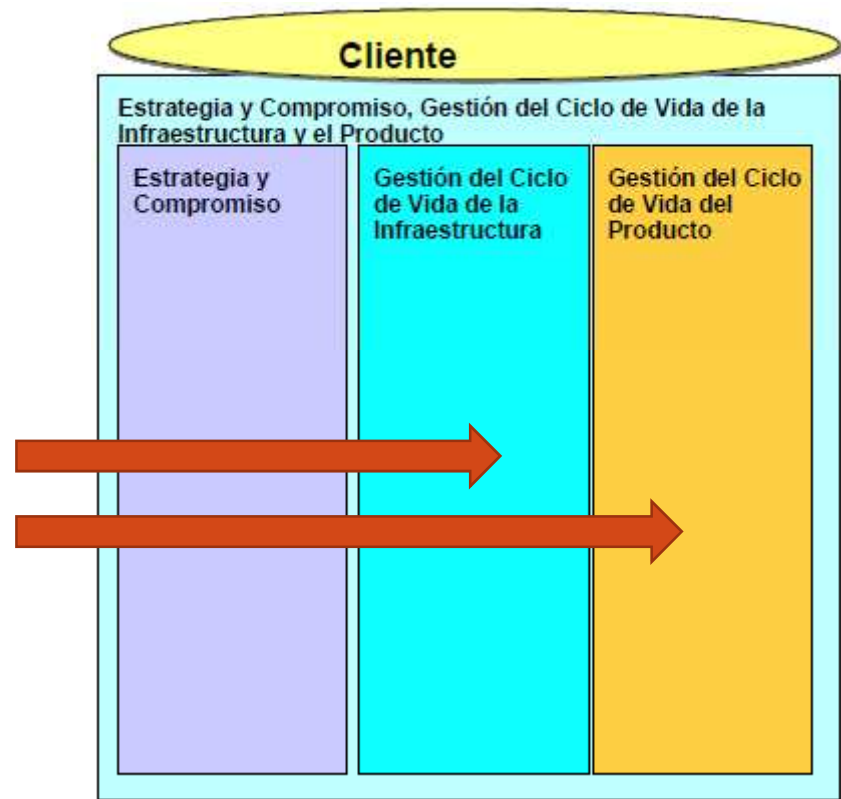 Cliente
Estrategia y Compromiso, Gestión del Ciclo de Vida de la
Infraestructura y el Producto
Estrategia y
Compromiso
Gestión del Ciclo
de Vida de la
Infraestructura
Gestión del Ciclo
de Vida del
Producto